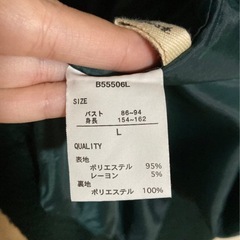 B55506L
SIZE
バスト 86-94
身長 154-162
L
QUALITY
表地
ポリエステル 95%
レーヨン 5%
裏地
ポリエステル 100%